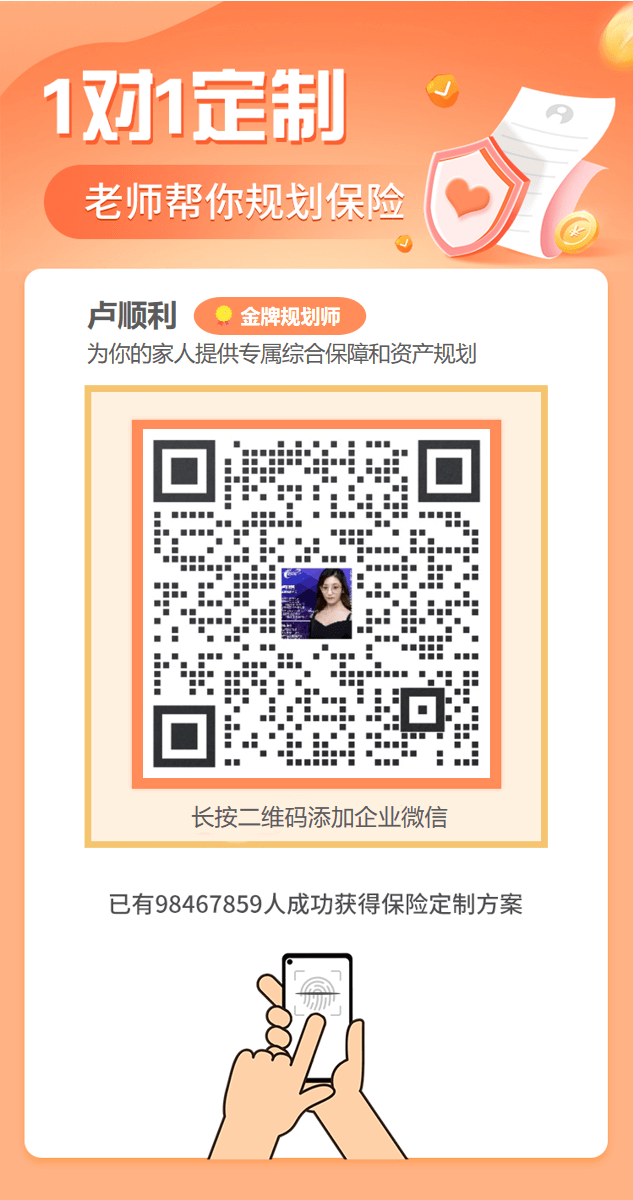 1对1定制
老师帮你规划保险
卢顺利
金牌规划师
为你的家人提供专属综合保障和资产规划
长按二维码添加企业微信
已有98467859人成功获得保险定制方案